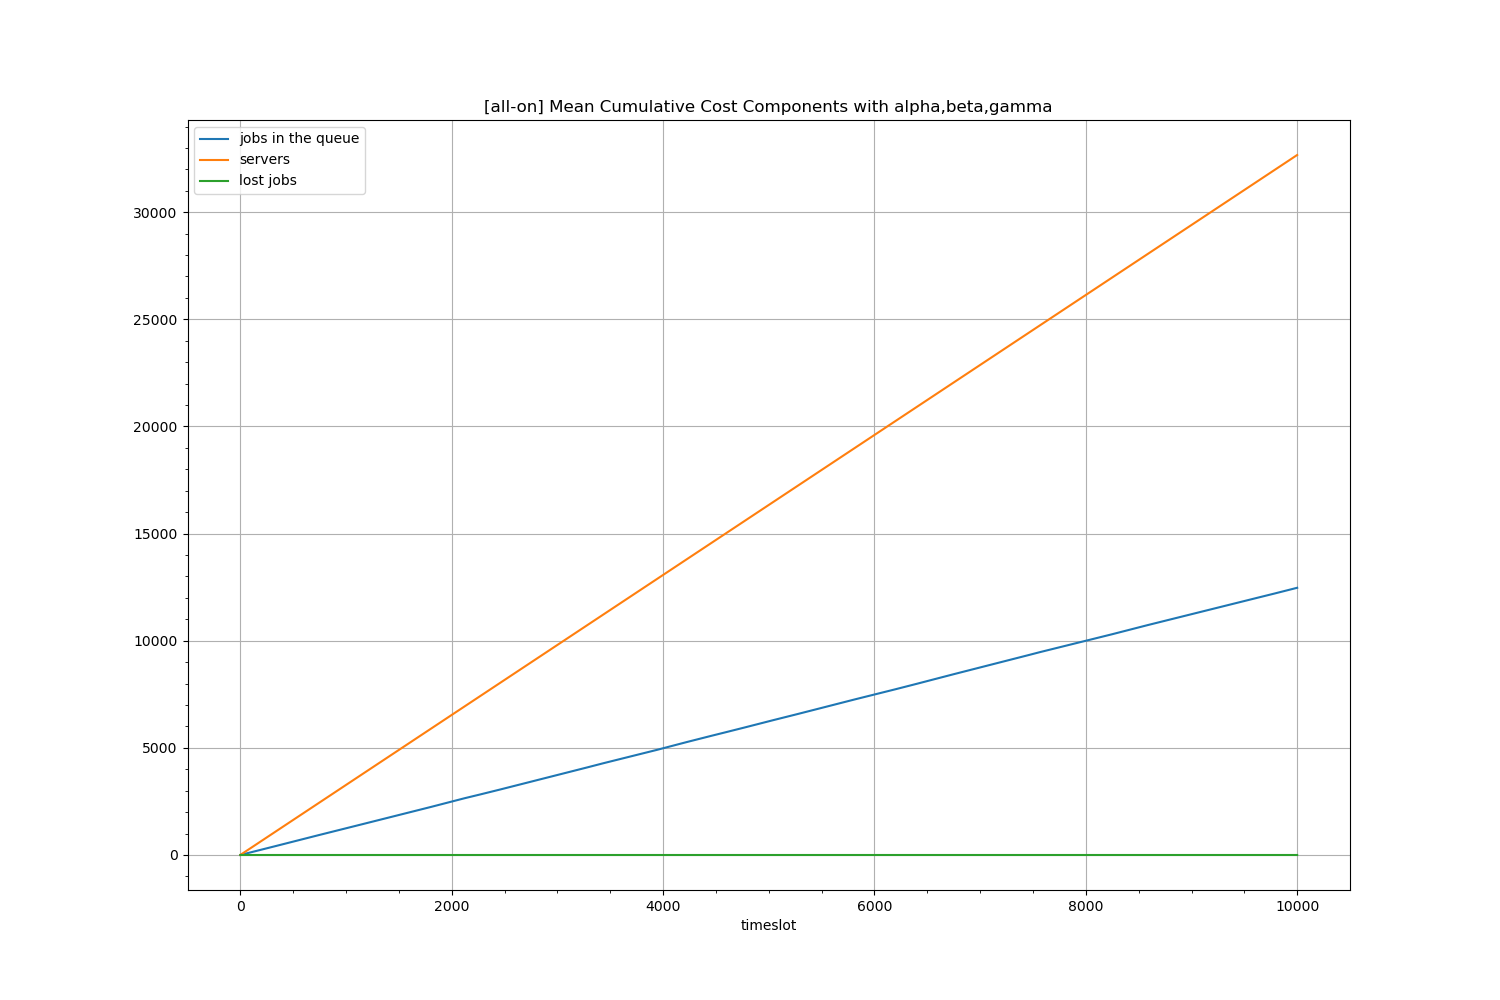 [all-on] Mean Cumulative Cost Components with alpha,beta,gamma
jobs in the queue
servers
lost jobs
30000
25000
20000
15000
10000
5000
0
0 2000 4000 6000 8000 10000
timeslot